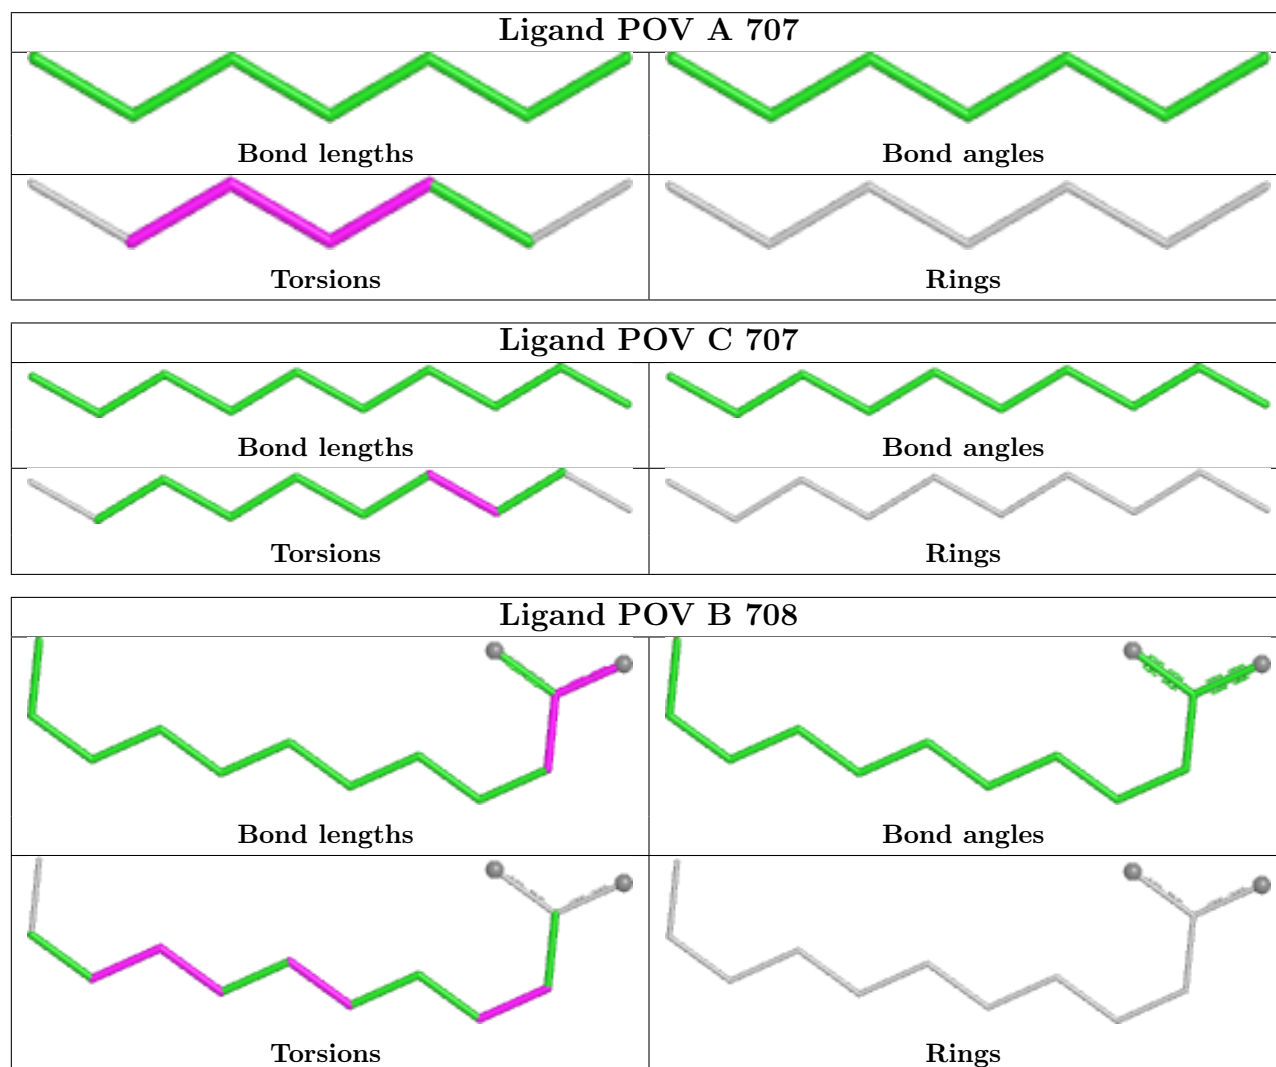 Ligand POV A 707
Bond lengths Bond angles
Torsions Rings
Ligand POV C 707
Bond lengths Bond angles
Torsions Rings
Ligand POV B 708
Bond lengths Bond angles
Torsions Rings